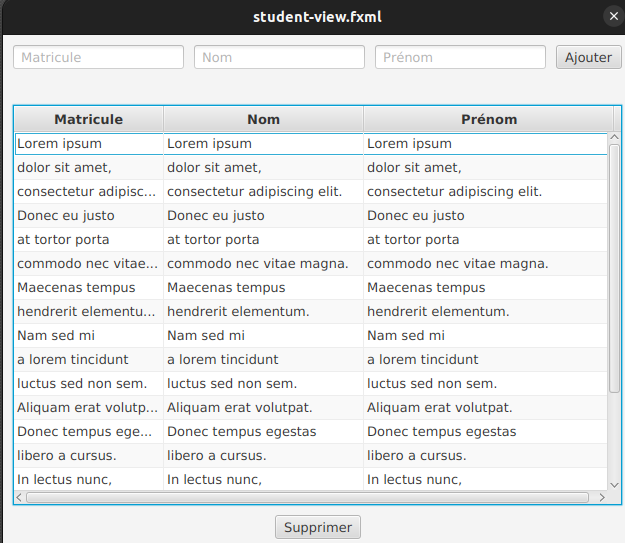 student-view.fxml
Matricule Nom Prénom Ajouter
Matricule Nom Prénom
Lorem ipsum Lorem ipsum Lorem ipsum
dolor sit amet, dolor sit amet, dolor sit amet,
consectetur adipisc... consectetur adipiscing elit. consectetur adipiscing elit.
Donec eu justo Donec eu justo Donec eu justo
at tortor porta at tortor porta at tortor porta
commodo nec vitae... commodo nec vitae magna. commodo nec vitae magna.
Maecenas tempus Maecenas tempus Maecenas tempus
hendrerit elementu... hendrerit elementum. hendrerit elementum.
Nam sed mi Nam sed mi Nam sed mi
a lorem tincidunt a lorem tincidunt a lorem tincidunt
luctus sed non sem. luctus sed non sem. luctus sed non sem.
Aliquam erat volutp... Aliquam erat volutpat. Aliquam erat volutpat.
Donec tempus ege... Donec tempus egestas Donec tempus egestas
libero a cursus. libero a cursus. libero a cursus.
In lectus nunc, In lectus nunc, In lectus nunc,
Supprimer